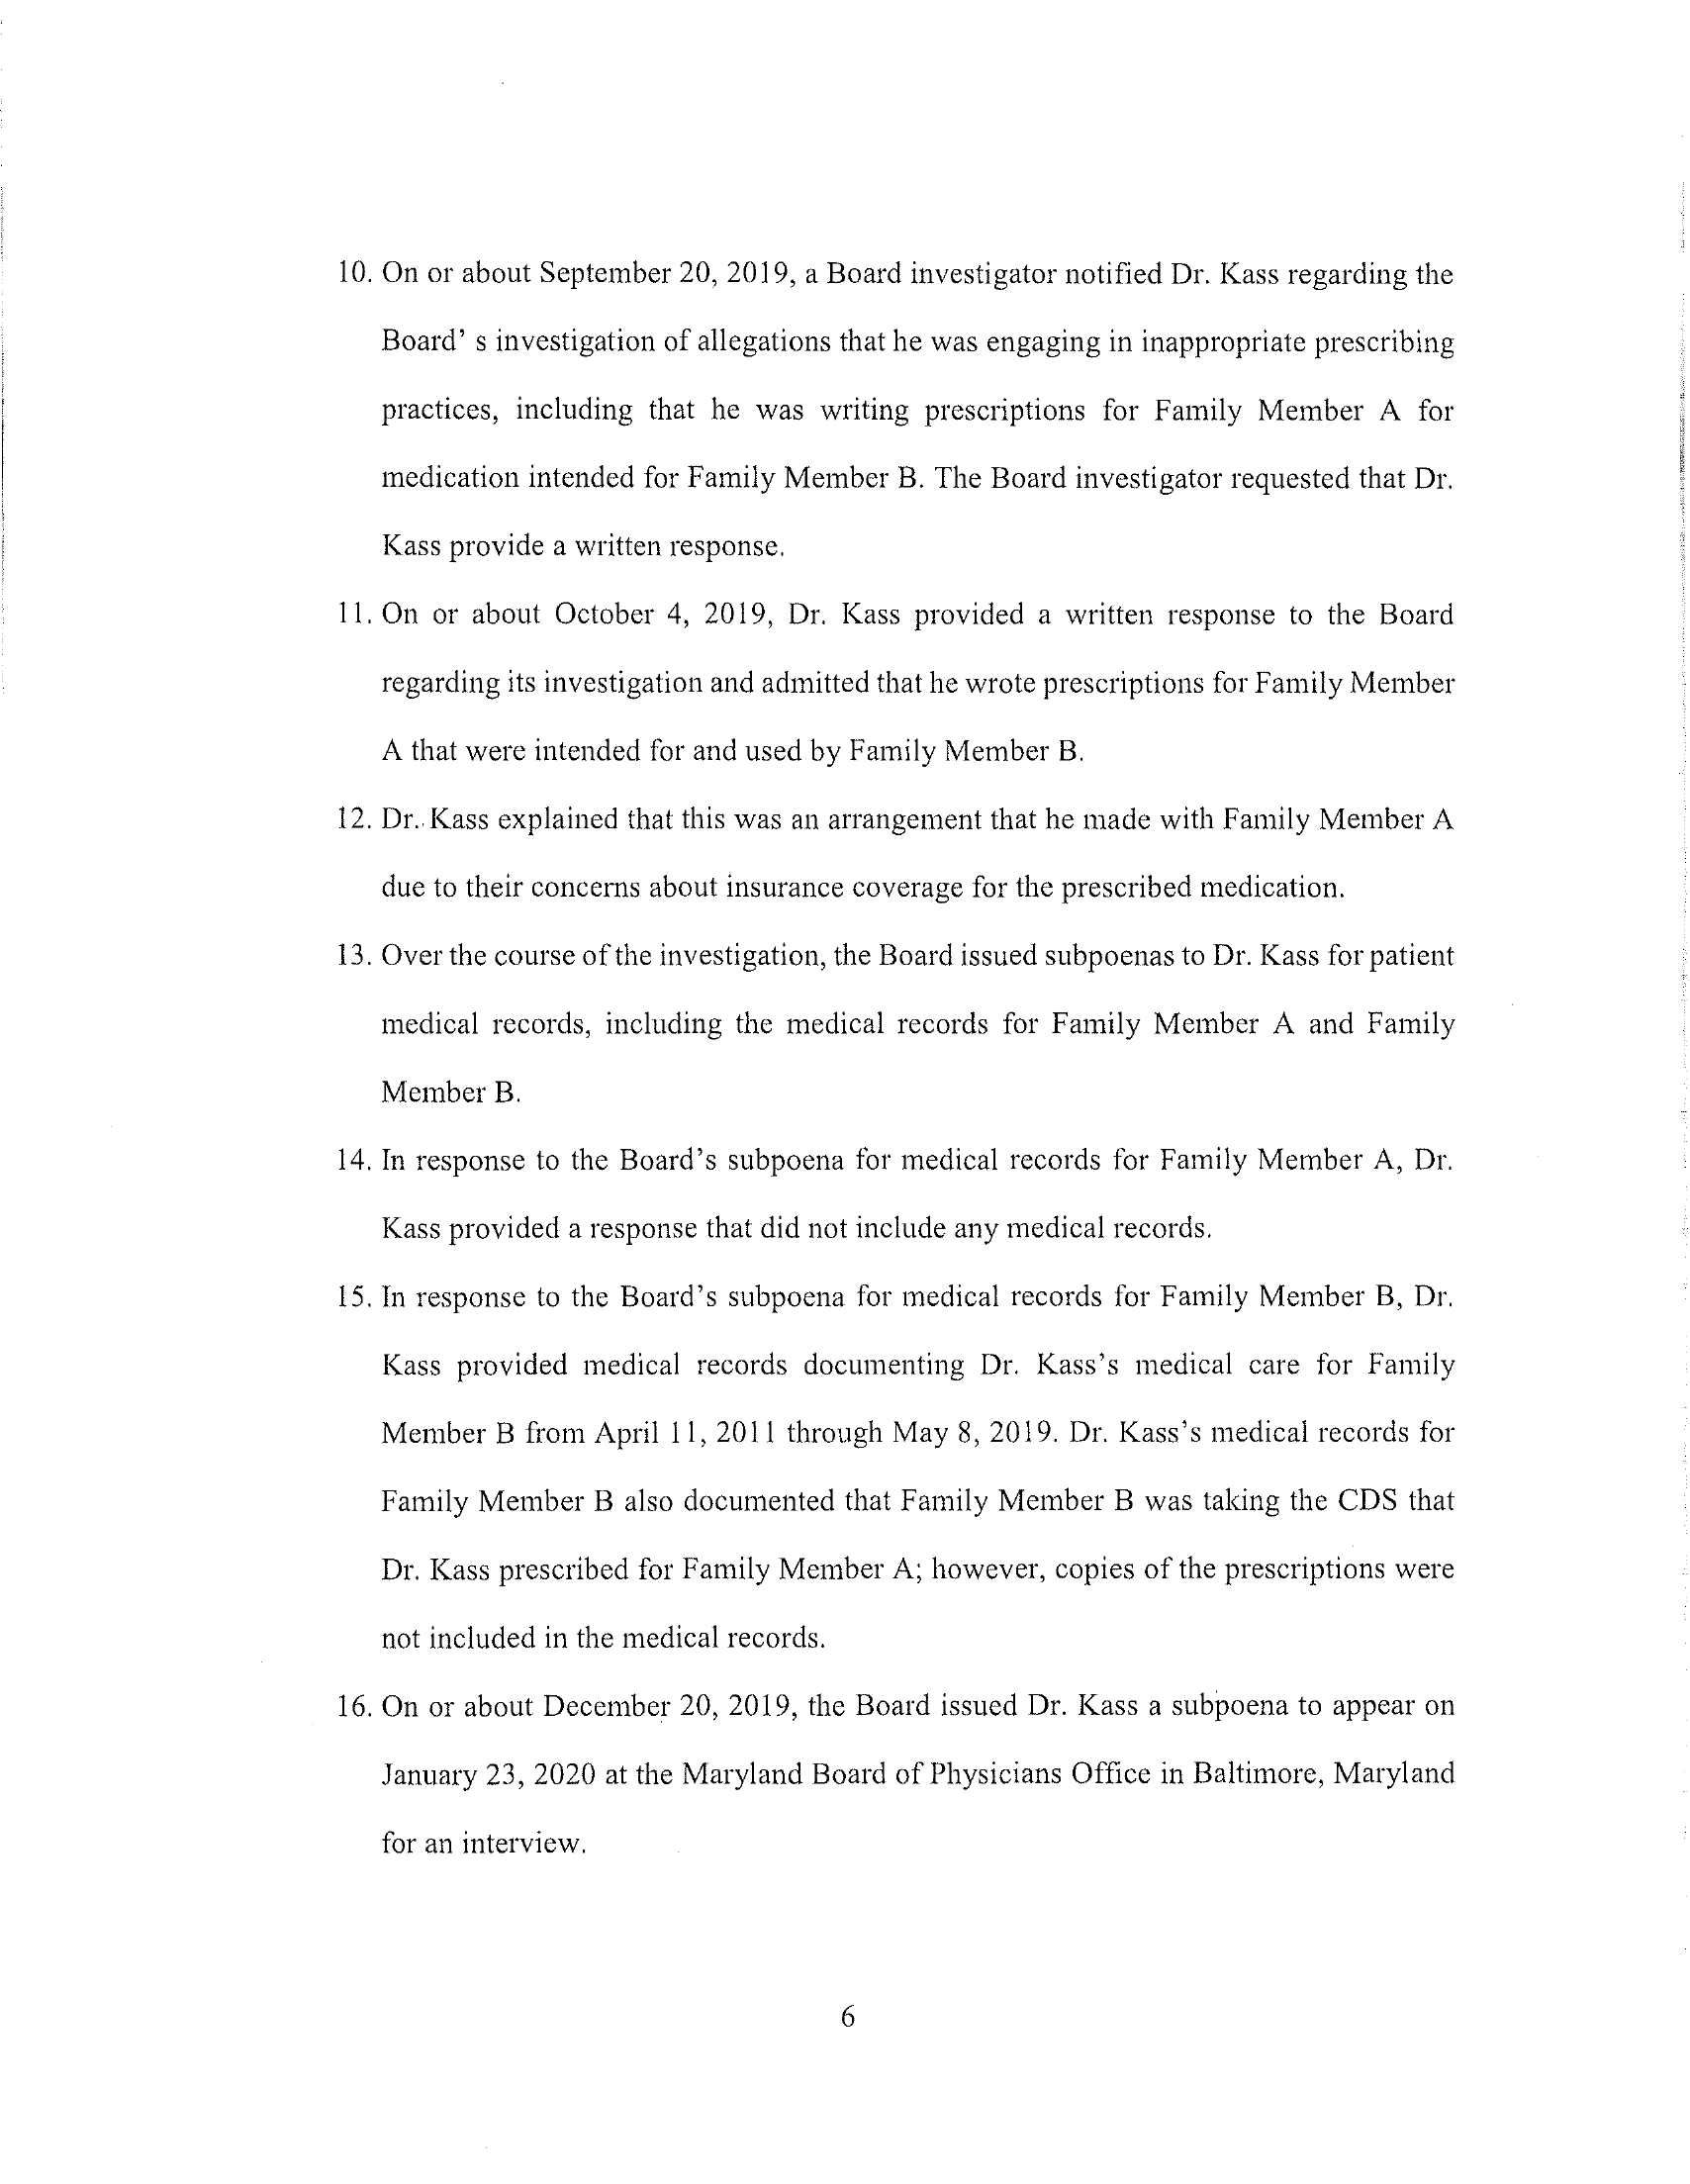 10. On or about September 20, 2019, a Board investigator notified Dr. Kass regarding the
Board’ s investigation of allegations that he was engaging in inappropriate prescribing
practices, including that he was writing prescriptions for Family Member A for
medication intended for Family Member B. The Board investigator requested that Dr.
Kass provide a written response.
11. On or about October 4, 2019, Dr. Kass provided a written response to the Board
regarding its investigation and admitted that he wrote prescriptions for Family Member
A that were intended for and used by Family Member B.
12. Dr. Kass explained that this was an arrangement that he made with Family Member A
due to their concerns about insurance coverage for the prescribed medication.
13. Over the course of the investigation, the Board issued subpoenas to Dr. Kass for patient
medical records, including the medical records for Family Member A and Family
Member B.
14. In response to the Board’s subpoena for medical records for Family Member A, Dr.
Kass provided a response that did not include any medical records.
15. In response to the Board’s subpoena for medical records for Family Member B, Dr.
Kass provided medical records documenting Dr. Kass’s medical care for Family
Member B from April 11, 2011 through May 8, 2019. Dr. Kass’s medical records for
Family Member B also documented that Family Member B was taking the CDS that
Dr. Kass prescribed for Family Member A; however, copies of the prescriptions were
not included in the medical records.
16. On or about December 20, 2019, the Board issued Dr. Kass a subpoena to appear on
January 23, 2020 at the Maryland Board of Physicians Office in Baltimore, Maryland
for an interview.
6